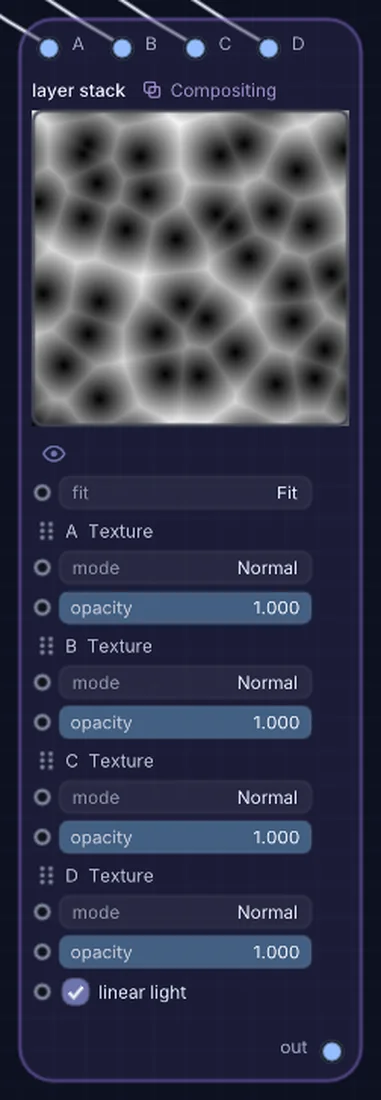 A B C D
layer stack Compositing
fit Fit
A Texture
mode Normal
opacity 1.000
B Texture
mode Normal
opacity 1.000
C Texture
mode Normal
opacity 1.000
D Texture
mode Normal
opacity 1.000
linear light
out